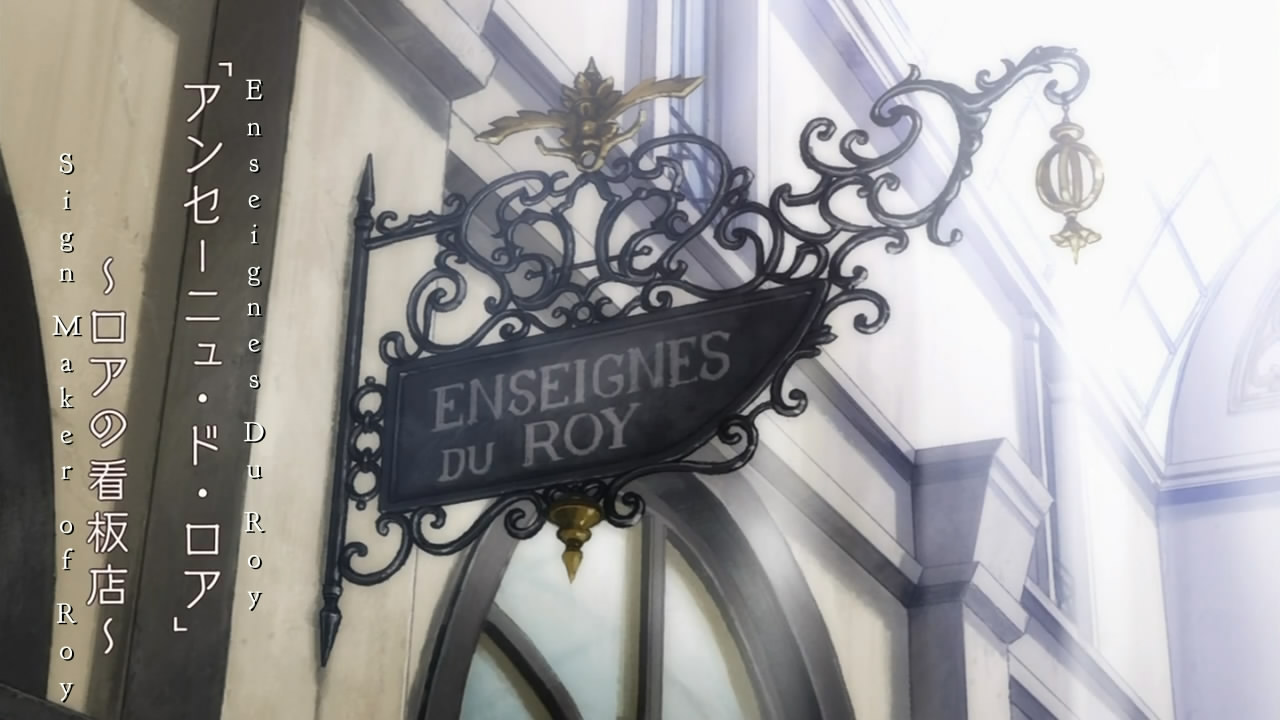 Enseignes Du Roy
「アンセーニュ・ド・ロア」
～ロアの看板店～
Sign Maker of Roy
ENSEIGNES
DU ROY